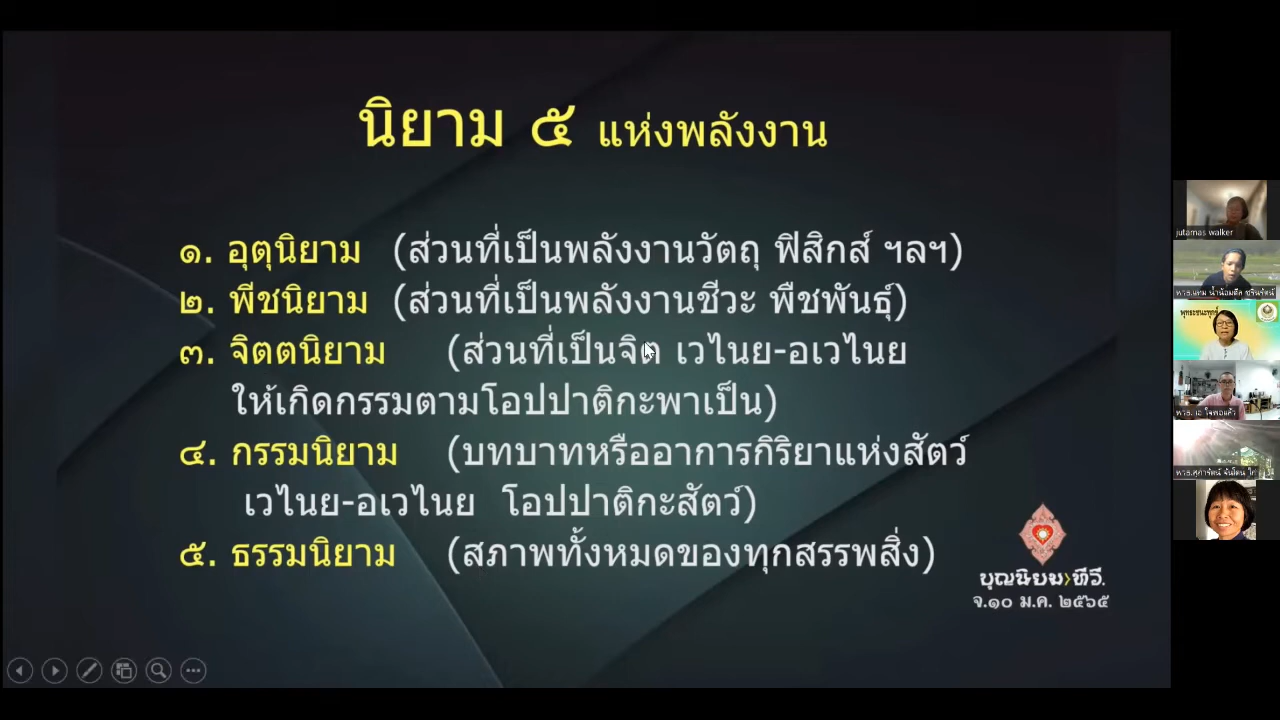 นิยาม ๕ แห่งพลังงาน
๑. อุตุนิยาม (ส่วนที่เป็นพลังงานวัตถุ ฟิสิกส์ ฯลฯ)
๒. พีชนิยาม (ส่วนที่เป็นพลังงานชีวะ พืชพันธุ์)
๓. จิตตนิยาม (ส่วนที่เป็นจิต เวไนย-อเวไนย
ให้เกิดกรรมตามโอปปาติกะพาเป็น)
๔. กรรมนิยาม (บทบาทหรืออาการกิริยาแห่งสัตว์
เวไนย-อเวไนย โอปปาติกะสัตว์)
๕. ธรรมนิยาม (สภาพทั้งหมดของทุกสรรพสิ่ง)
บุญนิยม ทีวี.
จ.๑๐ ม.ค. ๒๕๖๕
jutamas walker